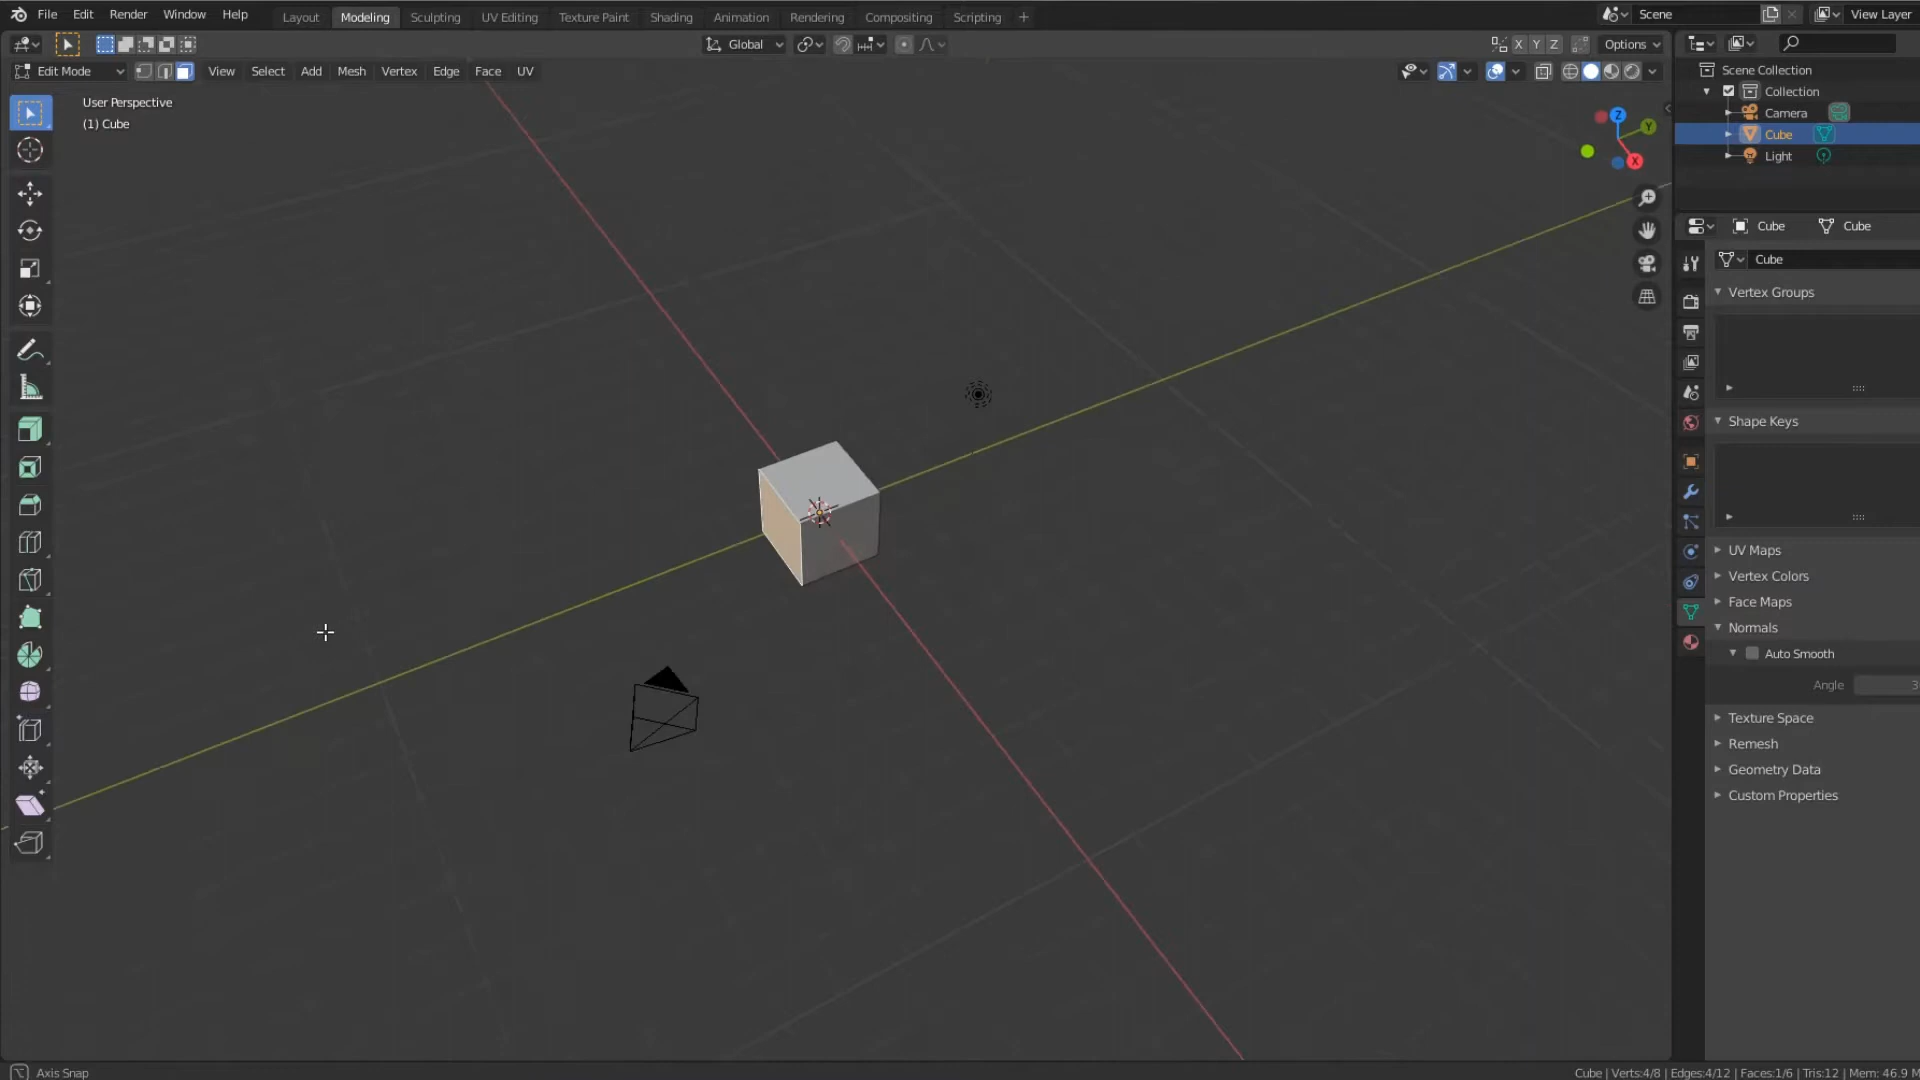 File Edit Render Window Help Layout Modeling Sculpting UV Editing Texture Paint Shading Animation Rendering Compositing Scripting + Scene View Layer
Global X Y Z Options
Edit Mode View Select Add Mesh Vertex Edge Face UV
User Perspective
(1) Cube
Z
Y
X
Scene Collection
Collection
Camera
Cube
Light
Cube Cube
Cube
Vertex Groups
Shape Keys
UV Maps
Vertex Colors
Face Maps
Normals
Auto Smooth
Angle 3
Texture Space
Remesh
Geometry Data
Custom Properties
Axis Snap
Cube | Verts:4/8 | Edges:4/12 | Faces:1/6 | Tris:12 | Mem: 46.9 M